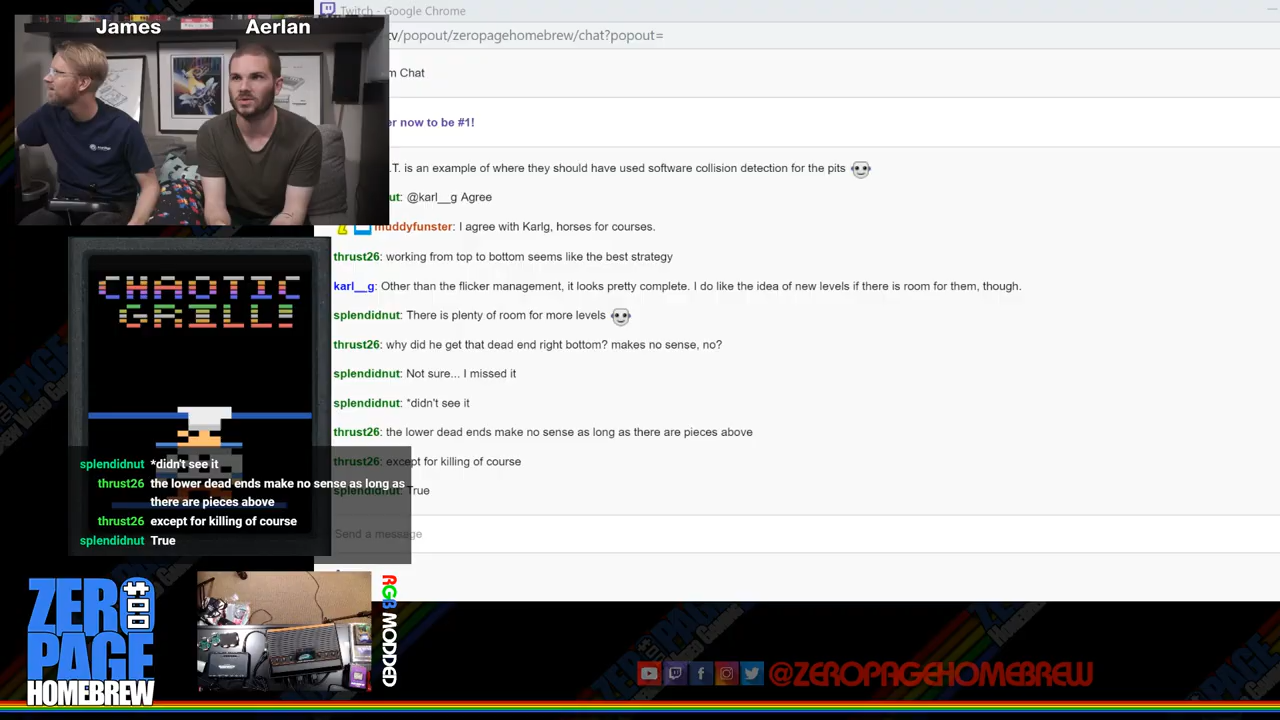 James
Aerlan
Twitch - Google Chrome
tv/popout/zeropagehomebrew/chat?popout=
m Chat
er now to be #1!
.T. is an example of where they should have used software collision detection for the pits
ut: @karl__g Agree
muddyfunster: I agree with Karlg, horses for courses.
thrust26: working from top to bottom seems like the best strategy
karl__g: Other than the flicker management, it looks pretty complete. I do like the idea of new levels if there is room for them, though.
splendidnut: There is plenty of room for more levels
thrust26: why did he get that dead end right bottom? makes no sense, no?
splendidnut: Not sure... I missed it
splendidnut: *didn't see it
thrust26: the lower dead ends make no sense as long as there are pieces above
thrust26: except for killing of course
splendidnut: True
Send a message
CHAOTIC
GRILL!
splendidnut *didn't see it
thrust26 the lower dead ends make no sense as long as
there are pieces above
thrust26 except for killing of course
splendidnut True
ZERO
PAGE
HOMEBREW
RGB MODDED
@ZEROPAGEHOMEBREW